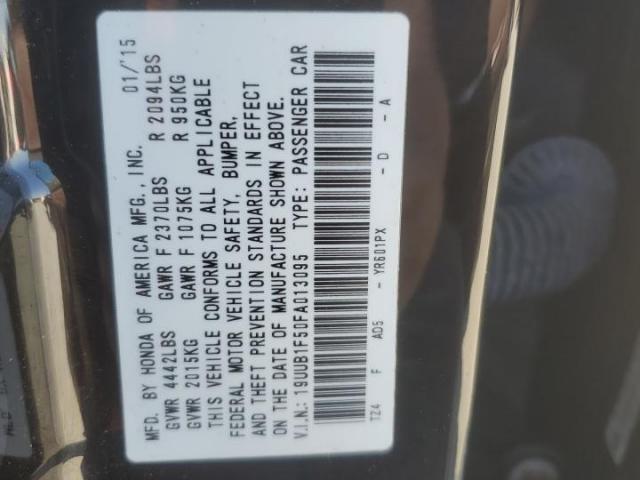 MFD. BY HONDA OF AMERICA MFG., INC. 01/'15
GVWR 4442LBS GAWR F 2370LBS R 2094LBS
GVWR 2015KG GAWR F 1075KG R 950KG
THIS VEHICLE CONFORMS TO ALL APPLICABLE
FEDERAL MOTOR VEHICLE SAFETY, BUMPER,
AND THEFT PREVENTION STANDARDS IN EFFECT
ON THE DATE OF MANUFACTURE SHOWN ABOVE.
V.I.N.: 19UUB1F50FA013095 TYPE: PASSENGER CAR
TZ4 F AD5 - YR601PX - D - A